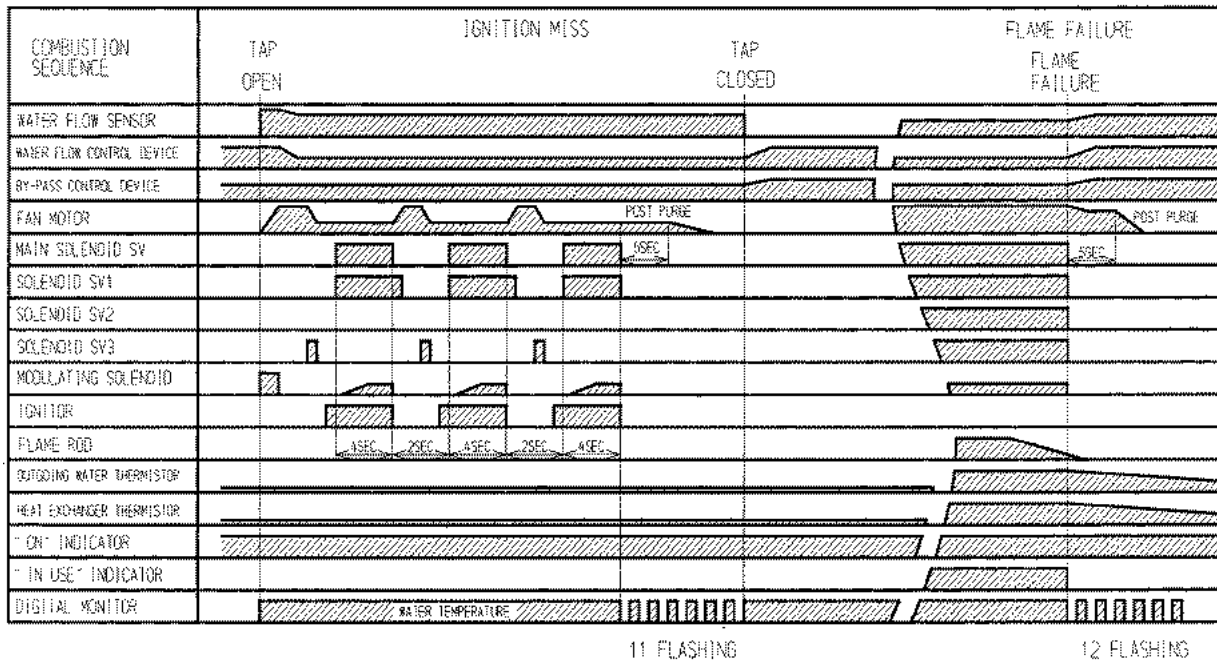 COMBUSTION
SEQUENCE
IGNITION MISS
TAP
OPEN
TAP
CLOSED
FLAME FAILURE
FLAME
FAILURE
WATER FLOW SENSOR
WATER FLOW CONTROL DEVICE
BY-PASS CONTROL DEVICE
FAN MOTOR
POST PURGE
POST PURGE
MAIN SOLENOID SV
5SEC
SOLENOID SV1
SOLENOID SV2
SOLENOID SV3
MODULATING SOLENOID
IGNITOR
FLAME ROD
4SEC 2SEC 4SEC 2SEC 4SEC
OUTGOING WATER THERMISTOR
HEAT EXCHANGER THERMISTOR
"ON" INDICATOR
"IN USE" INDICATOR
DIGITAL MONITOR
WATER TEMPERATURE
11 FLASHING
12 FLASHING